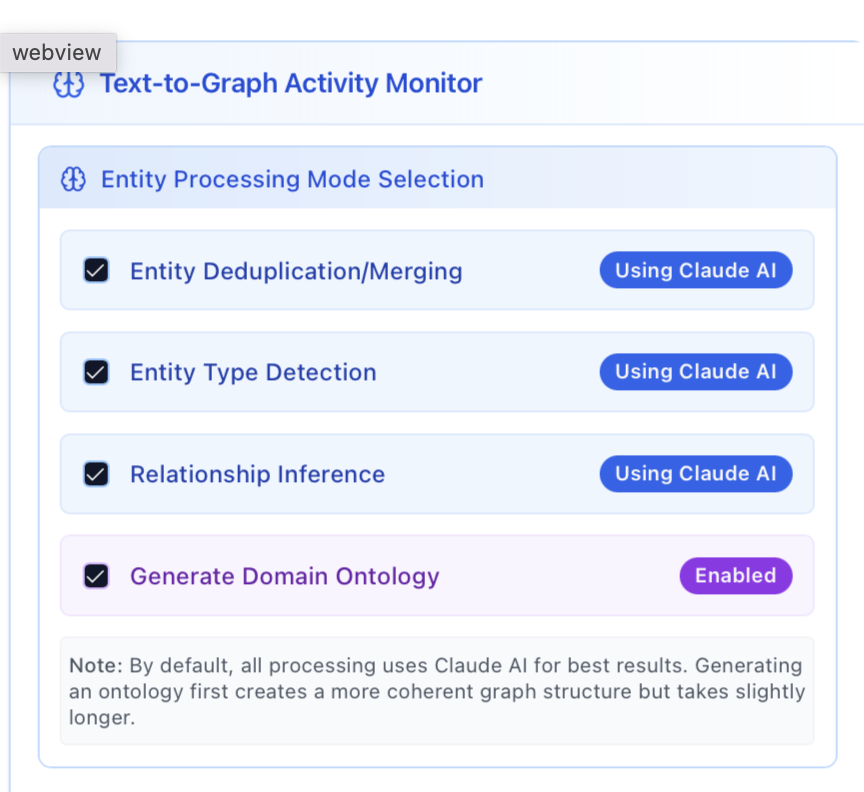 webview
Text-to-Graph Activity Monitor
Entity Processing Mode Selection
Entity Deduplication/Merging
Using Claude AI
Entity Type Detection
Using Claude AI
Relationship Inference
Using Claude AI
Generate Domain Ontology
Enabled
Note: By default, all processing uses Claude AI for best results. Generating
an ontology first creates a more coherent graph structure but takes slightly
longer.